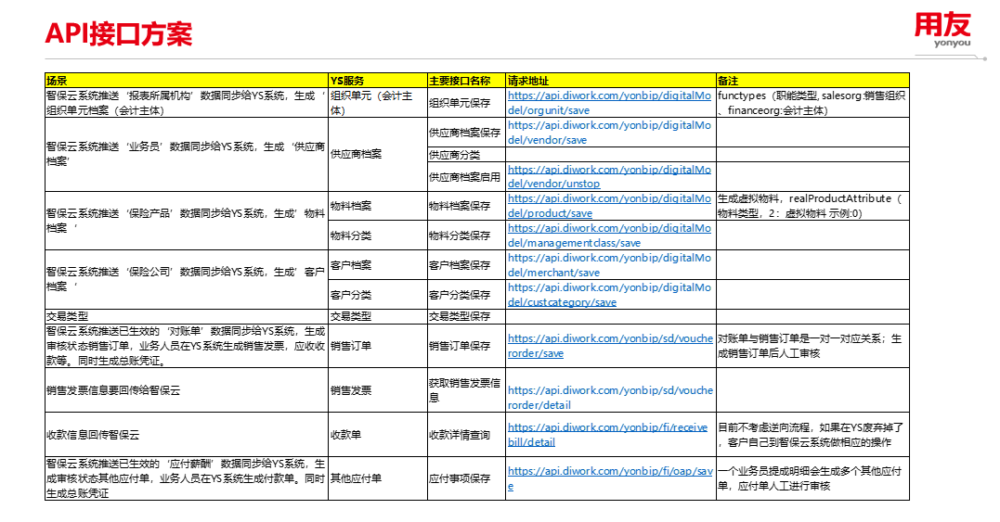 API接口方案
用友
yonyou
场景 YS服务 主要接口名称 请求地址 备注
智保云系统推送‘报表所属机构’数据同步给YS系统，生成‘
组织单元档案（会计主体）
组织单元（会计主
体）
组织单元保存
https://api.diwork.com/yonbip/digitalMo
del/orgunit/save
functypes（职能类型, salesorg:销售组织
、financeorg:会计主体）
智保云系统推送‘业务员’数据同步给YS系统，生成‘供应商
档案’
供应商档案
供应商档案保存
https://api.diwork.com/yonbip/digitalMo
del/vendor/save
供应商分类
供应商档案启用
https://api.diwork.com/yonbip/digitalMo
del/vendor/unstop
智保云系统推送‘保险产品’数据同步给YS系统，生成’物料
档案 ‘
物料档案
物料档案保存
https://api.diwork.com/yonbip/digitalMo
del/product/save
生成虚拟物料，realProductAttribute（
物料类型，2：虚拟物料 示例:0)
物料分类
物料分类保存
https://api.diwork.com/yonbip/digitalMo
del/managementclass/save
智保云系统推送‘保险公司’数据同步给YS系统，生成’客户
档案 ‘
客户档案
客户档案保存
https://api.diwork.com/yonbip/digitalMo
del/merchant/save
客户分类
客户分类保存
https://api.diwork.com/yonbip/digitalMo
del/custcategory/save
交易类型 交易类型 交易类型保存
智保云系统推送已生效的‘对账单’数据同步给YS系统，生成
审核状态销售订单，业务人员在YS系统生成销售发票，应收收
款等。同时生成总账凭证。
销售订单
销售订单保存
https://api.diwork.com/yonbip/sd/vouche
rorder/save
对账单与销售订单是一对一对应关系；生
成销售订单后人工审核
销售发票信息要回传给智保云
销售发票
获取销售发票信
息
https://api.diwork.com/yonbip/sd/vouche
rorder/detail
收款信息回传智保云
收款单
收款详情查询
https://api.diwork.com/yonbip/fi/receive
bill/detail
目前不考虑逆向流程，如果在YS废弃掉了
，客户自己到智保云系统做相应的操作
智保云系统推送已生效的‘应付薪酬’数据同步给YS系统，生
成审核状态其他应付单，业务人员在YS系统生成付款单。同时
生成总账凭证
其他应付单
应付事项保存
https://api.diwork.com/yonbip/fi/oap/sav
e
一个业务员提成明细会生成多个其他应付
单，应付单人工进行审核